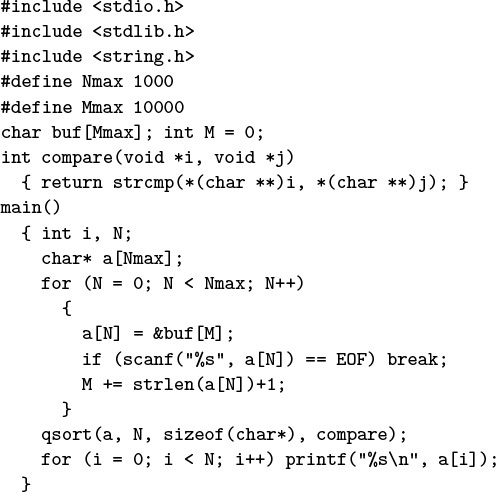 #include <stdio.h>
#include <stdlib.h>
#include <string.h>
#define Nmax 1000
#define Mmax 10000
char buf[Mmax]; int M = 0;
int compare(void *i, void *j)
  { return strcmp(*(char **)i, *(char **)j); }
main()
  { int i, N;
    char* a[Nmax];
    for (N = 0; N < Nmax; N++)
      {
        a[N] = &buf[M];
        if (scanf("%s", a[N]) == EOF) break;
        M += strlen(a[N])+1;
      }
    qsort(a, N, sizeof(char*), compare);
    for (i = 0; i < N; i++) printf("%s\n", a[i]);
  }